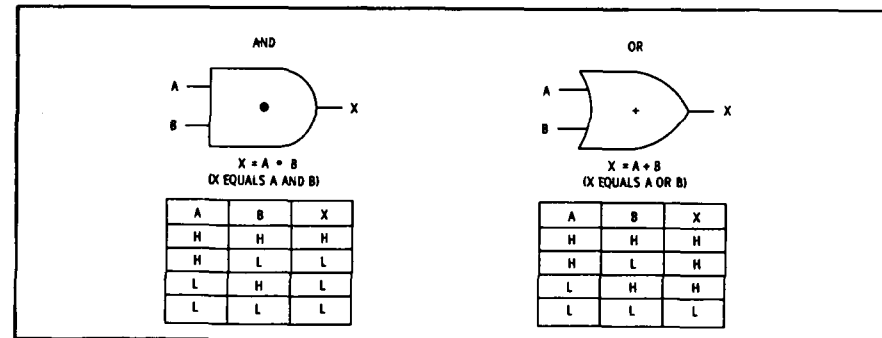 AND
A
B
●
X
X = A • B
(X EQUALS A AND B)
A B X
H H H
H L L
L H L
L L L
OR
A
B
+
X
X = A + B
(X EQUALS A OR B)
A B X
H H H
H L H
L H H
L L L